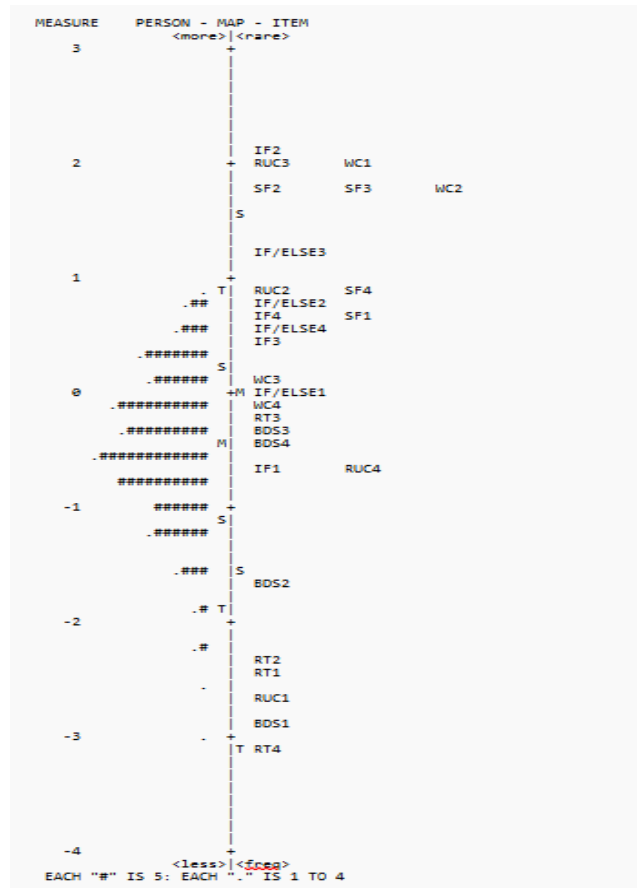 MEASURE PERSON - MAP - ITEM
<more>|<rare>
3 +
|
|
|
|
|
|
|
| IF2
2 + RUC3 WC1
|
| SF2 SF3 WC2
|
|S
|
|
| IF/ELSE3
|
1 +
. T| RUC2 SF4
.## | IF/ELSE2
| IF4 SF1
.### | IF/ELSE4
| IF3
.####### |
S|
.###### | WC3
0 +M IF/ELSE1
.########## | WC4
| RT3
.######### | BDS3
M| BDS4
.############ |
| IF1 RUC4
########## |
|
-1 ###### +
S|
.###### |
|
|
.### |S
| BDS2
|
.# T|
-2 +
|
.# |
| RT2
| RT1
. |
| RUC1
|
| BDS1
-3 . +
|T RT4
|
|
|
|
|
|
|
-4 +
<less>|<freq>
EACH "#" IS 5: EACH "." IS 1 TO 4